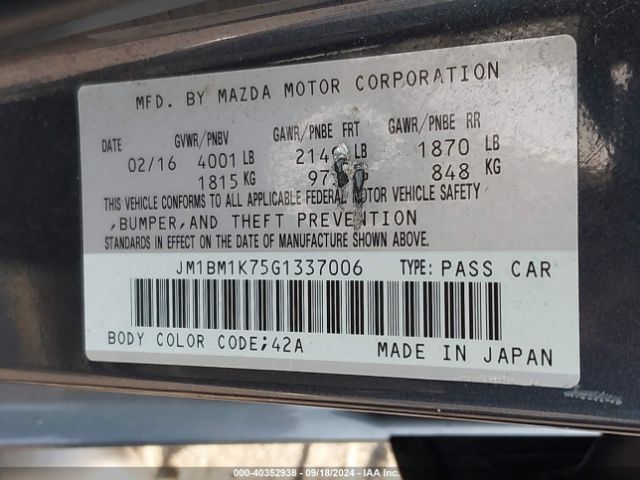 MFD. BY MAZDA MOTOR CORPORATION
DATE GVWR/PNBV GAWR/PNBE FRT GAWR/PNBE RR
02/16 4001 LB LB 1870 LB
1815 KG 848 KG
THIS VEHICLE CONFORMS TO ALL APPLICABLE FEDERAL MOTOR VEHICLE SAFETY
,BUMPER,AND THEFT PREVENTION
STANDARDS IN EFFECT ON THE DATE OF MANUFACTURE SHOWN ABOVE.
JM1BM1K75G1337006 TYPE: PASS CAR
BODY COLOR CODE;42A MADE IN JAPAN
000-40352938 - 09/18/2024 - IAA Inc.